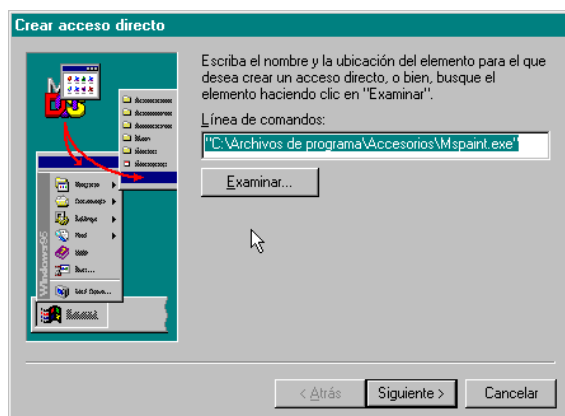 Crear acceso directo
Escriba el nombre y la ubicación del elemento para el que
desea crear un acceso directo, o bien, busque el
elemento haciendo clic en "Examinar".
Línea de comandos:
"C:\Archivos de programa\Accesorios\Mspaint.exe"
Examinar...
Windows95
< Atrás
Siguiente >
Cancelar